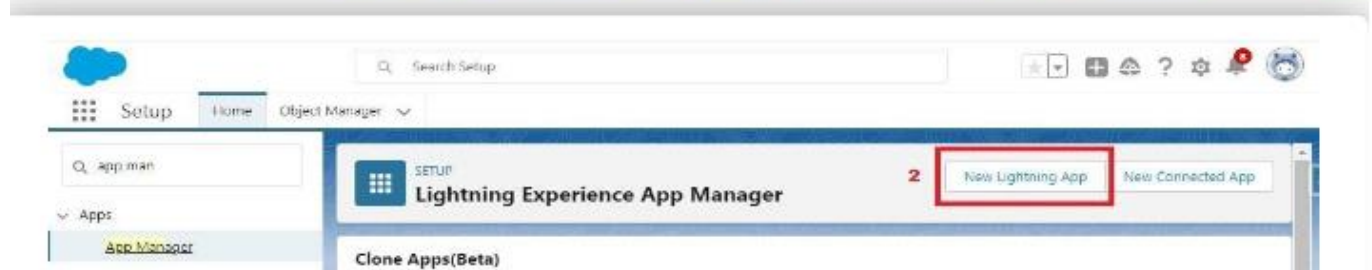 Search Setup
Setup Home Object Manager
app man
SETUP
Lightning Experience App Manager
2
New Lightning App
New Connected App
Apps
App Manager
Clone Apps(Beta)